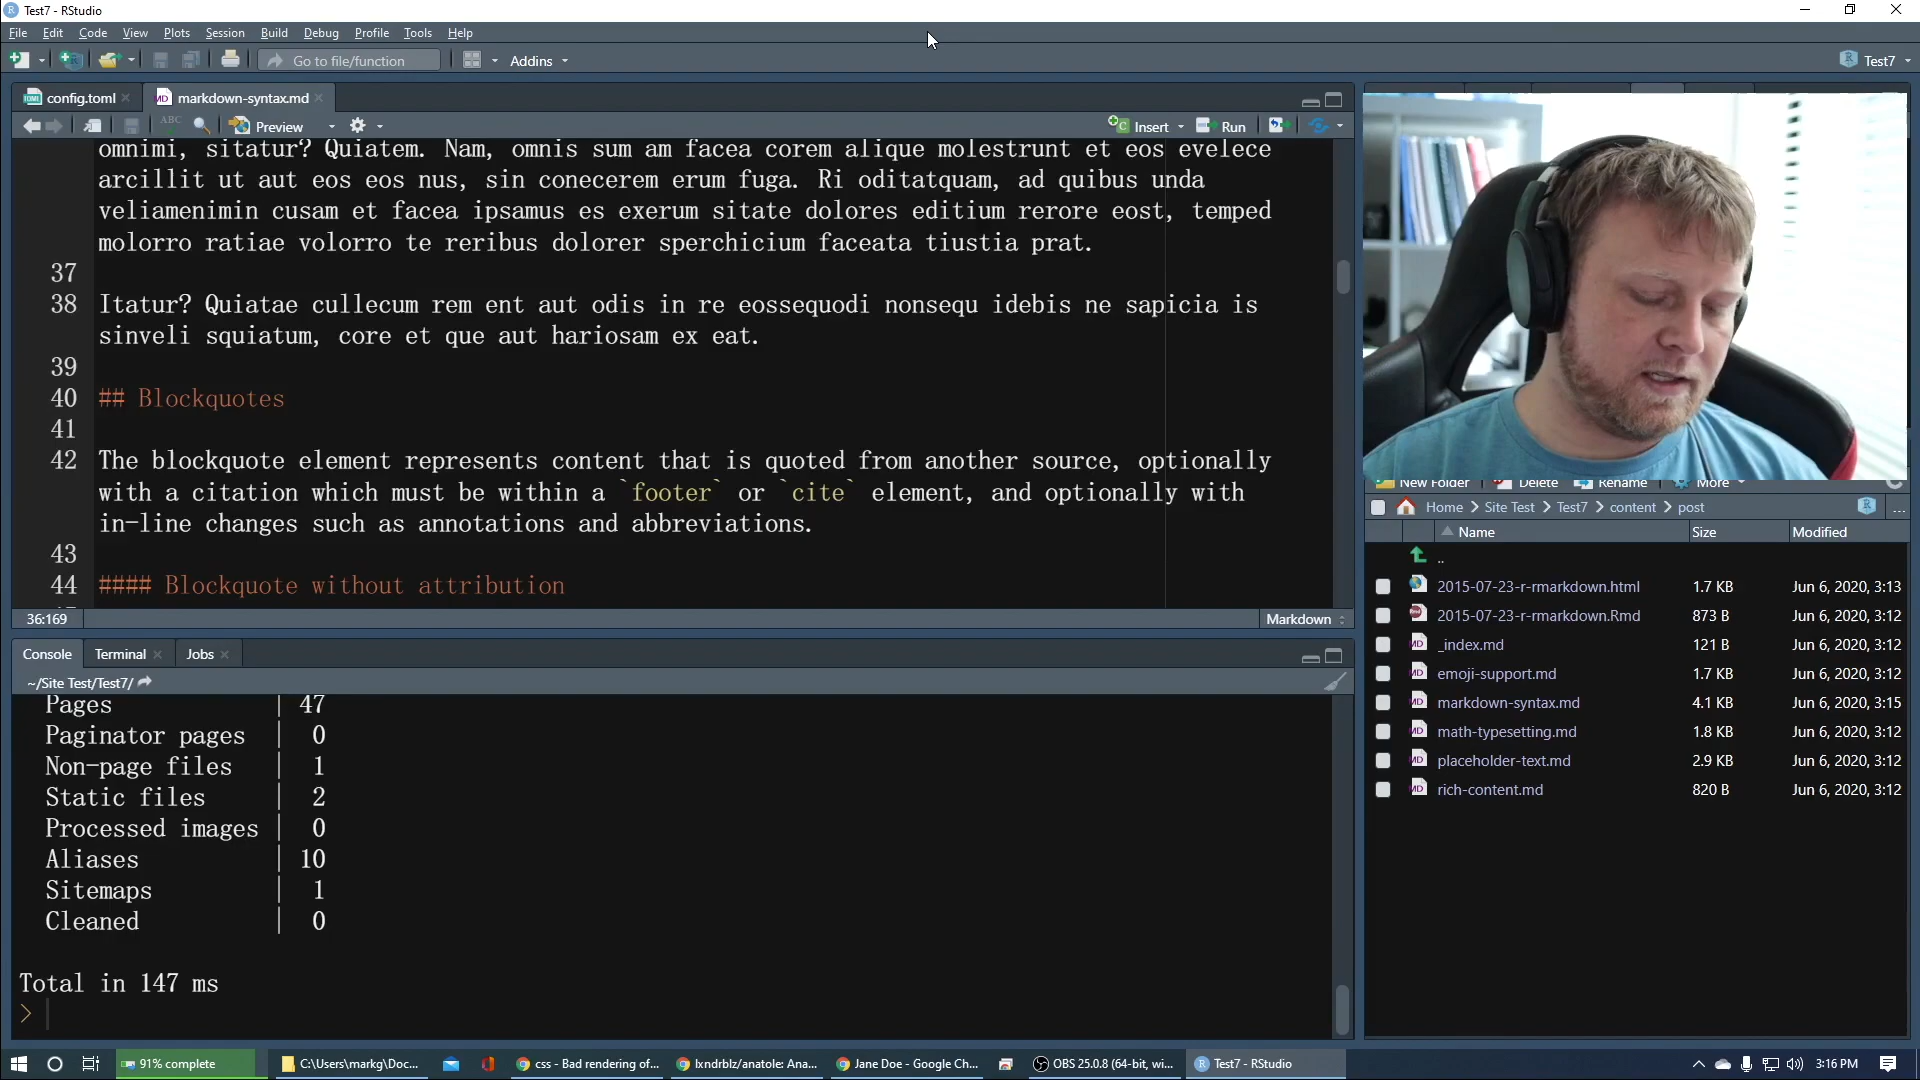 Test7 - RStudio
File Edit Code View Plots Session Build Debug Profile Tools Help
Go to file/function Addins Test7
config.toml markdown-syntax.md
ABC Preview Insert Run
omnimi, sitatur? Quiatem. Nam, omnis sum am facea corem alique molestrunt et eos evelece
arcillit ut aut eos eos nus, sin conecerem erum fuga. Ri oditatquam, ad quibus unda
veliamenimin cusam et facea ipsamus es exerum sitate dolores editium rerore eost, temped
molorro ratiae volorro te reribus dolorer sperchicium faceata tiustia prat.
37
38 Itatur? Quiatae cullecum rem ent aut odis in re eossequodi nonsequ idebis ne sapicia is
sinveli squiatum, core et que aut hariosam ex eat.
39
40 ## Blockquotes
41
42 The blockquote element represents content that is quoted from another source, optionally
with a citation which must be within a `footer` or `cite` element, and optionally with
in-line changes such as annotations and abbreviations.
43
44 #### Blockquote without attribution
36:169 Markdown
Console Terminal Jobs
~/Site Test/Test7/
Pages | 47
Paginator pages | 0
Non-page files | 1
Static files | 2
Processed images | 0
Aliases | 10
Sitemaps | 1
Cleaned | 0
Total in 147 ms
>
New Folder Delete Rename More
Home > Site Test > Test7 > content > post ...
Name Size Modified
..
2015-07-23-r-rmarkdown.html 1.7 KB Jun 6, 2020, 3:13
2015-07-23-r-rmarkdown.Rmd 873 B Jun 6, 2020, 3:12
_index.md 121 B Jun 6, 2020, 3:12
emoji-support.md 1.7 KB Jun 6, 2020, 3:12
markdown-syntax.md 4.1 KB Jun 6, 2020, 3:15
math-typesetting.md 1.8 KB Jun 6, 2020, 3:12
placeholder-text.md 2.9 KB Jun 6, 2020, 3:12
rich-content.md 820 B Jun 6, 2020, 3:12
91% complete C:\Users\markg\Doc... css - Bad rendering of... lxndrblz/anatole: Ana... Jane Doe - Google Ch... OBS 25.0.8 (64-bit, wi... Test7 - RStudio 3:16 PM